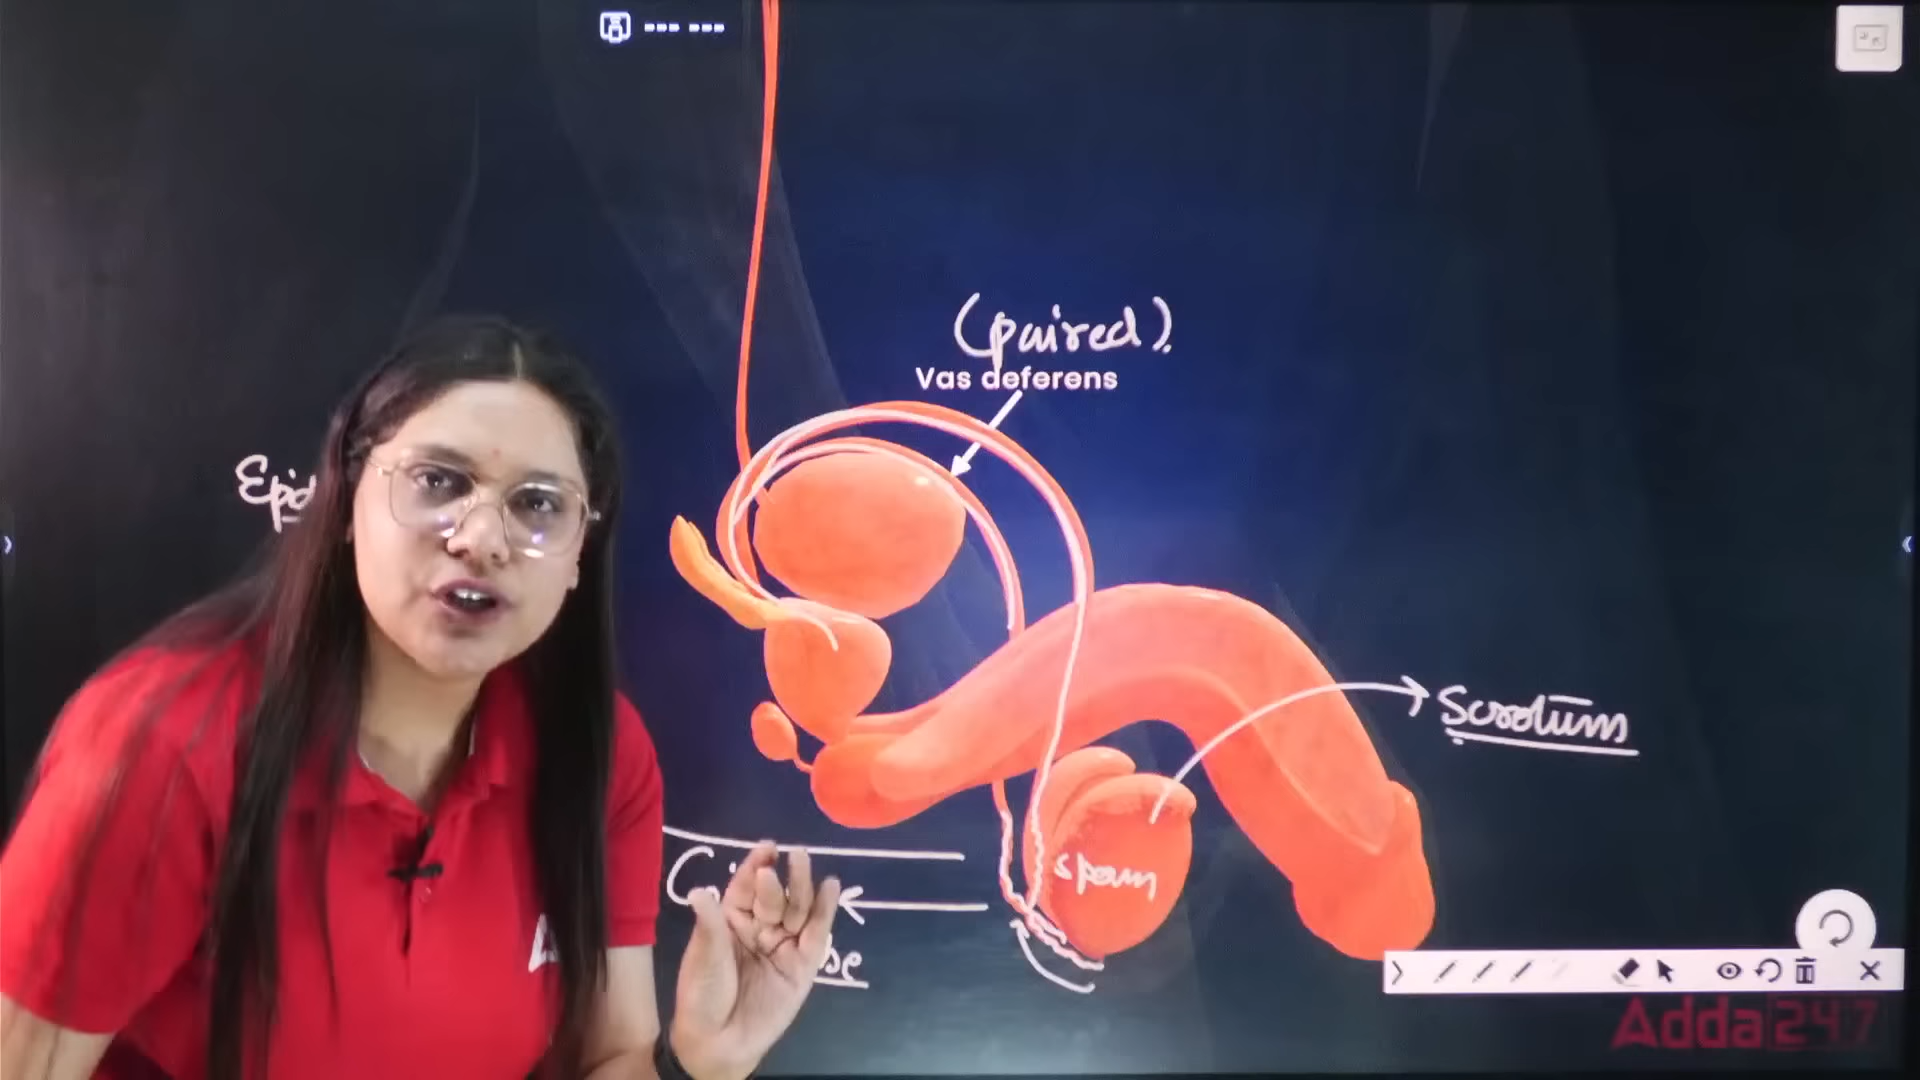 (paired).
Vas deferens
Scrotum
sperm
Adda247